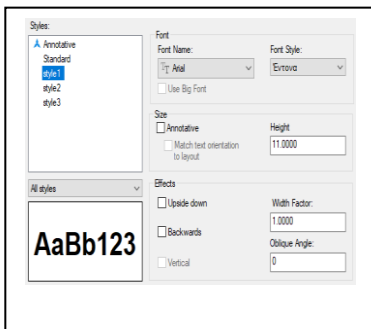 Styles:
Annotative
Standard
style1
style2
style3
All styles
AaBb123
Font
Font Name:
Font Style:
Arial
Έντονα
Use Big Font
Size
Annotative
Height
Match text orientation
to layout
11.0000
Effects
Upside down
Width Factor:
1.0000
Backwards
Oblique Angle:
Vertical
0